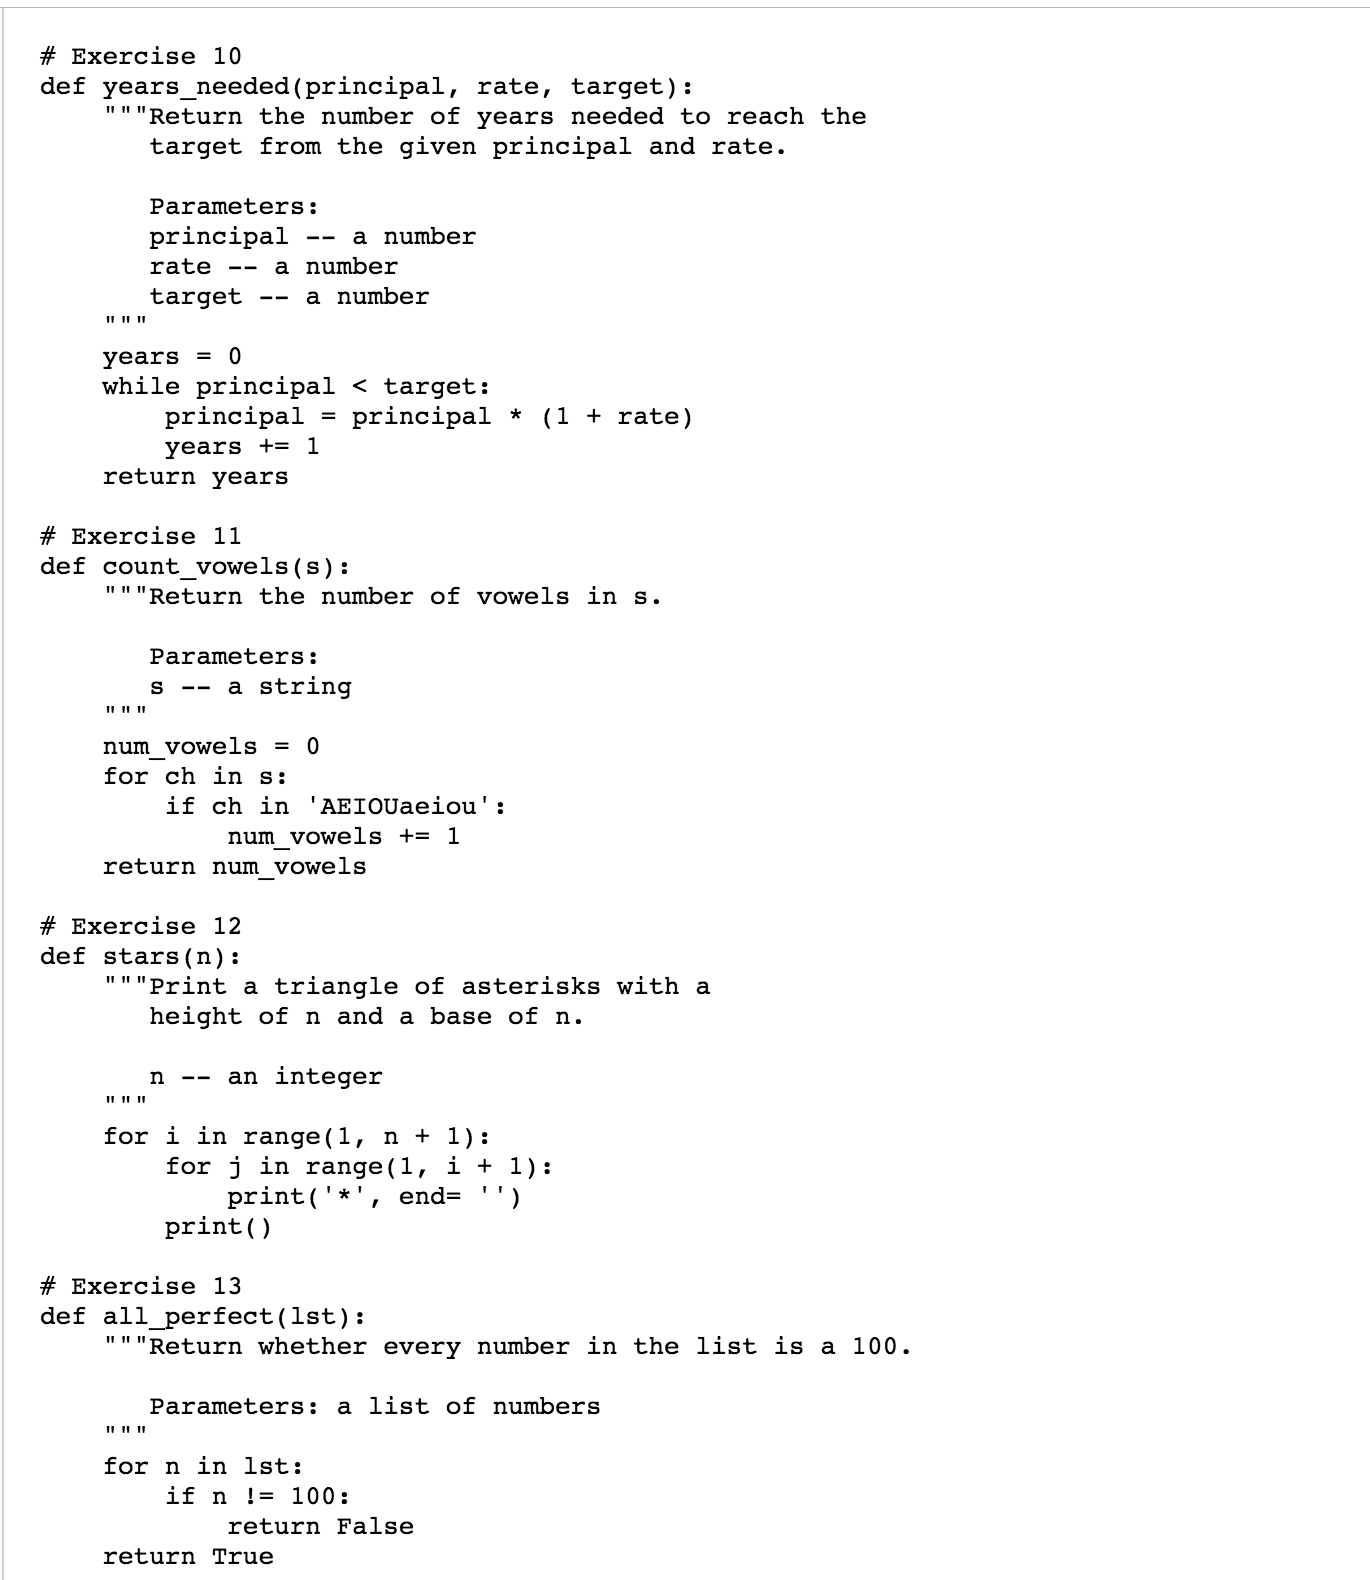 # Exercise 10
def years_needed(principal, rate, target):
    """Return the number of years needed to reach the
       target from the given principal and rate.

       Parameters:
       principal -- a number
       rate -- a number
       target -- a number
    """
    years = 0
    while principal < target:
        principal = principal * (1 + rate)
        years += 1
    return years

# Exercise 11
def count_vowels(s):
    """Return the number of vowels in s.

       Parameters:
       s -- a string
    """
    num_vowels = 0
    for ch in s:
        if ch in 'AEIOUaeiou':
            num_vowels += 1
    return num_vowels

# Exercise 12
def stars(n):
    """Print a triangle of asterisks with a
       height of n and a base of n.

       n -- an integer
    """
    for i in range(1, n + 1):
        for j in range(1, i + 1):
            print('*', end= '')
        print()

# Exercise 13
def all_perfect(lst):
    """Return whether every number in the list is a 100.

       Parameters: a list of numbers
    """
    for n in lst:
        if n != 100:
            return False
    return True